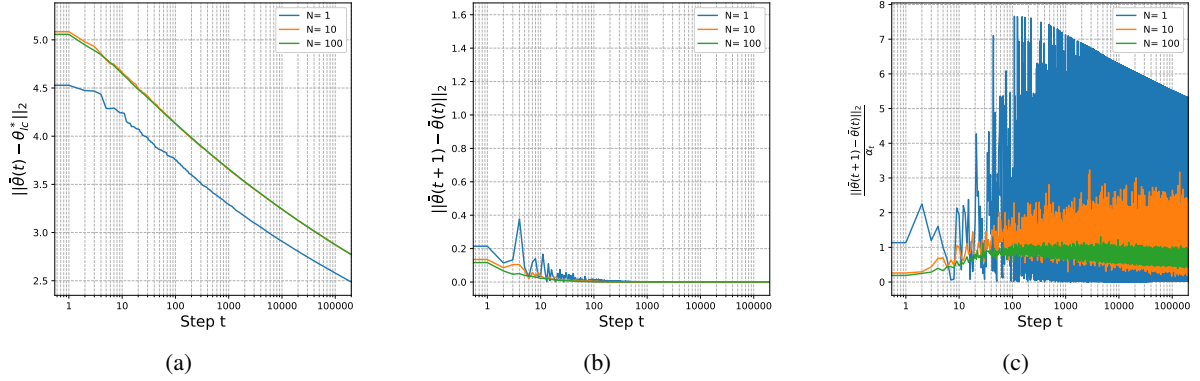 5.0
4.5
4.0
3.5
3.0
2.5
||θ̄(t) − θ*_lc||₂
1
10
100
1000
10000
100000
Step t
N= 1
N= 10
N= 100
(a)
1.6
1.4
1.2
1.0
0.8
0.6
0.4
0.2
0.0
||θ̄(t+1) − θ̄(t)||₂
1
10
100
1000
10000
100000
Step t
N= 1
N= 10
N= 100
(b)
8
7
6
5
4
3
2
1
0
||θ̄(t+1) − θ̄(t)||₂
α_t
1
10
100
1000
10000
100000
Step t
N= 1
N= 10
N= 100
(c)